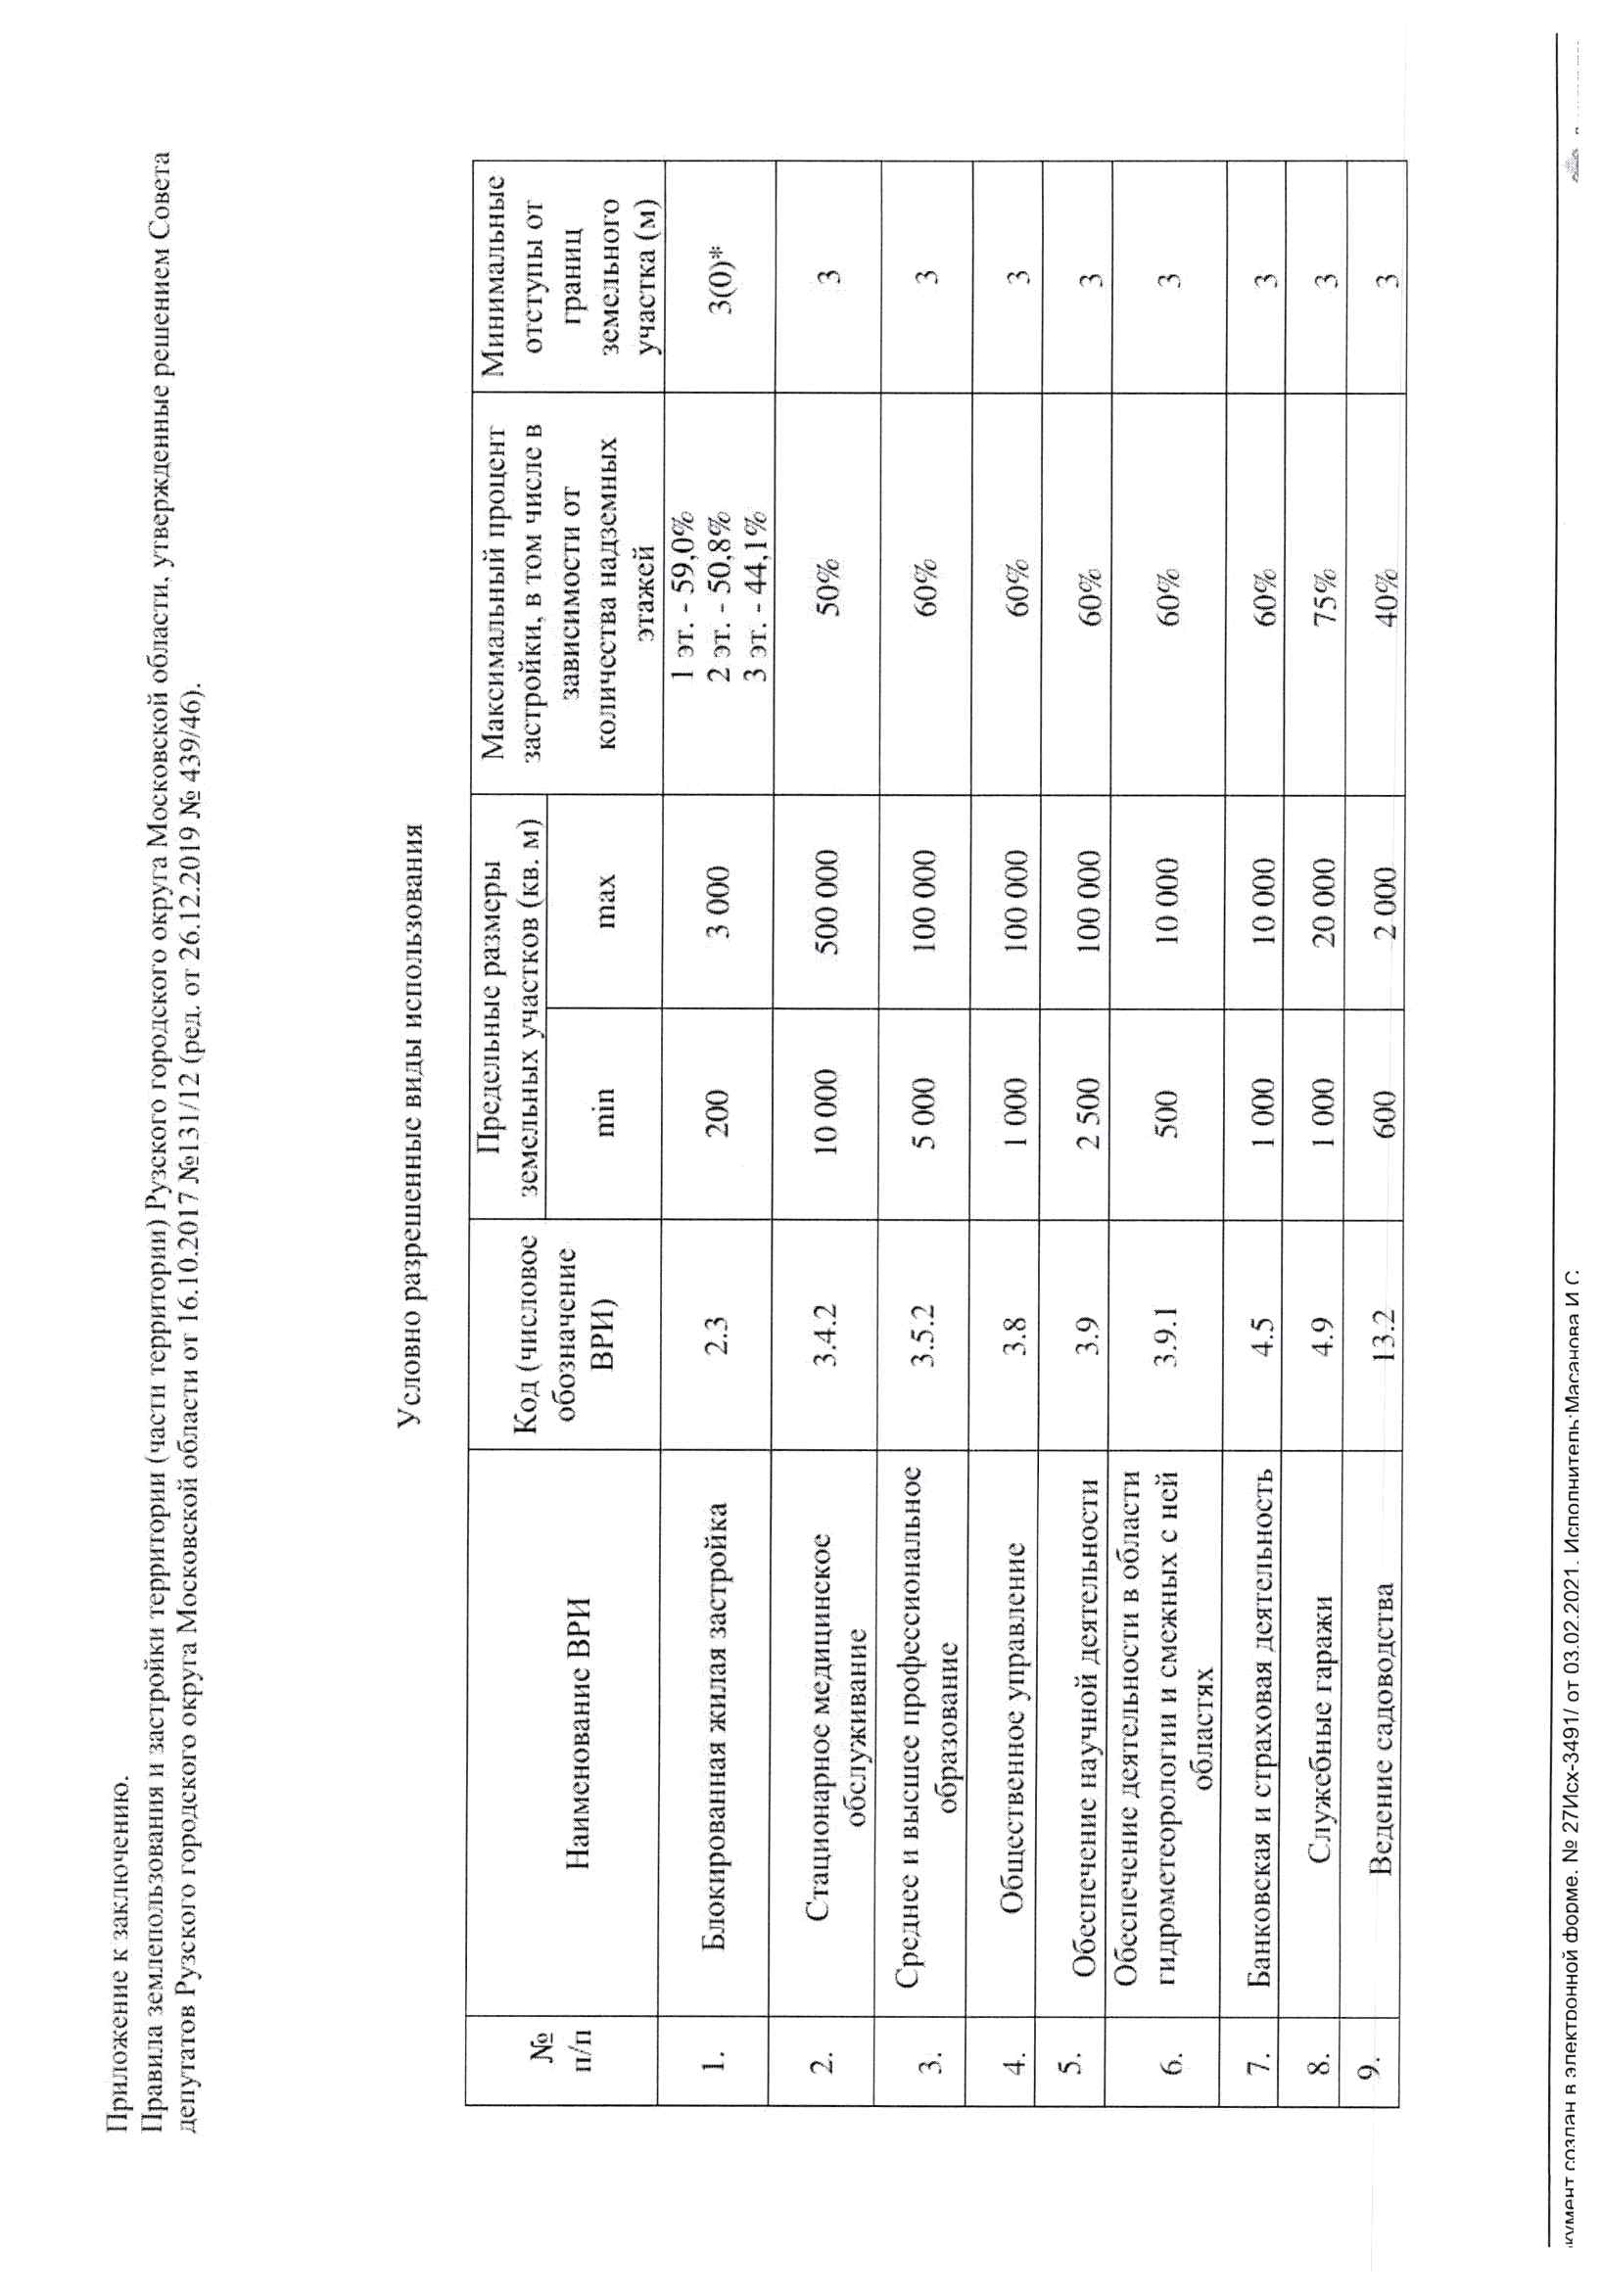 Приложение к заключению.
Правила землепользования и застройки территории (части территории) Рузского городского округа Московской области, утвержденные решением Совета
депутатов Рузского городского округа Московской области от 16.10.2017 №131/12 (ред. от 26.12.2019 № 439/46).
Условно разрешенные виды использования
№
п/п
Наименование ВРИ
Код (числовое
обозначение
ВРИ)
Предельные размеры
земельных участков (кв. м)
min
max
Максимальный процент
застройки, в том числе в
зависимости от
количества надземных
этажей
Минимальные
отступы от
границ
земельного
участка (м)
1.
Блокированная жилая застройка
2.3
200
3 000
1 эт. - 59,0%
2 эт. - 50,8%
3 эт. - 44,1%
3(0)*
2.
Стационарное медицинское
обслуживание
3.4.2
10 000
500 000
50%
3
3.
Среднее и высшее профессиональное
образование
3.5.2
5 000
100 000
60%
3
4.
Общественное управление
3.8
1 000
100 000
60%
3
5.
Обеспечение научной деятельности
3.9
2 500
100 000
60%
3
6.
Обеспечение деятельности в области
гидрометеорологии и смежных с ней
областях
3.9.1
500
10 000
60%
3
7.
Банковская и страховая деятельность
4.5
1 000
10 000
60%
3
8.
Служебные гаражи
4.9
1 000
20 000
75%
3
9.
Ведение садоводства
13.2
600
2 000
40%
3
кумент создан в электронной форме. № 27Исх-3491/ от 03.02.2021. Исполнитель:Масанова И.С.